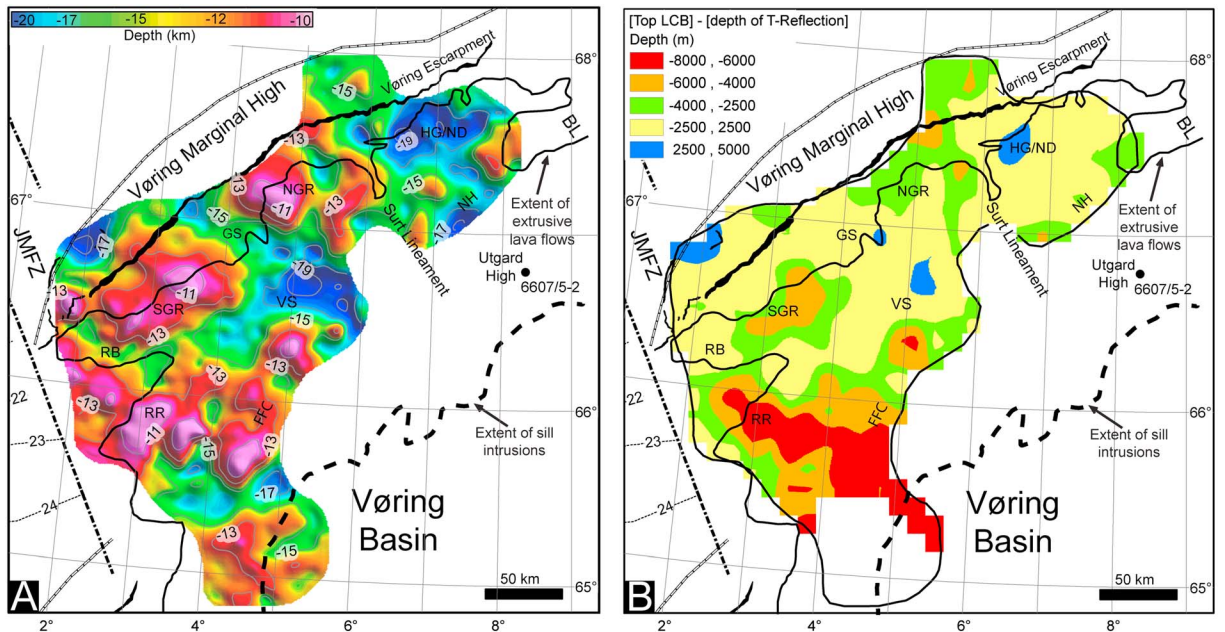 -20 -17 -15 -14 -13 -12 -10
Depth (km)
68°
-15
Vøring Escarpment
Vøring Marginal High
-13
HG/ND
-19
BL
-13
NGR
-11
-13
-15
NH
67°
-15
GS
Surt Lineament
-17
Extent of
extrusive
lava flows
-17
JMFZ
-19
VS
Utgard
High
6607/5-2
-13
-11
SGR
-13
-15
RB
-13
-13
22
-13
RR
-11
FFC
-13
66°
23
-15
Extent of sill
intrusions
-17
24
Vøring
Basin
-13
-15
A
50 km
65°
2 4 6 8°
[Top LCB] - [depth of T-Reflection]
Depth (m)
-8000 , -6000
-6000 , -4000
-4000 , -2500
-2500 , 2500
2500 , 5000
68°
Vøring Escarpment
Vøring Marginal High
HG/ND
BL
NGR
NH
67°
GS
Surt Lineament
Extent of
extrusive
lava flows
JMFZ
VS
Utgard
High
6607/5-2
SGR
RB
22
RR
FFC
66°
23
Extent of sill
intrusions
24
Vøring
Basin
B
50 km
65°
2° 4° 6° 8°